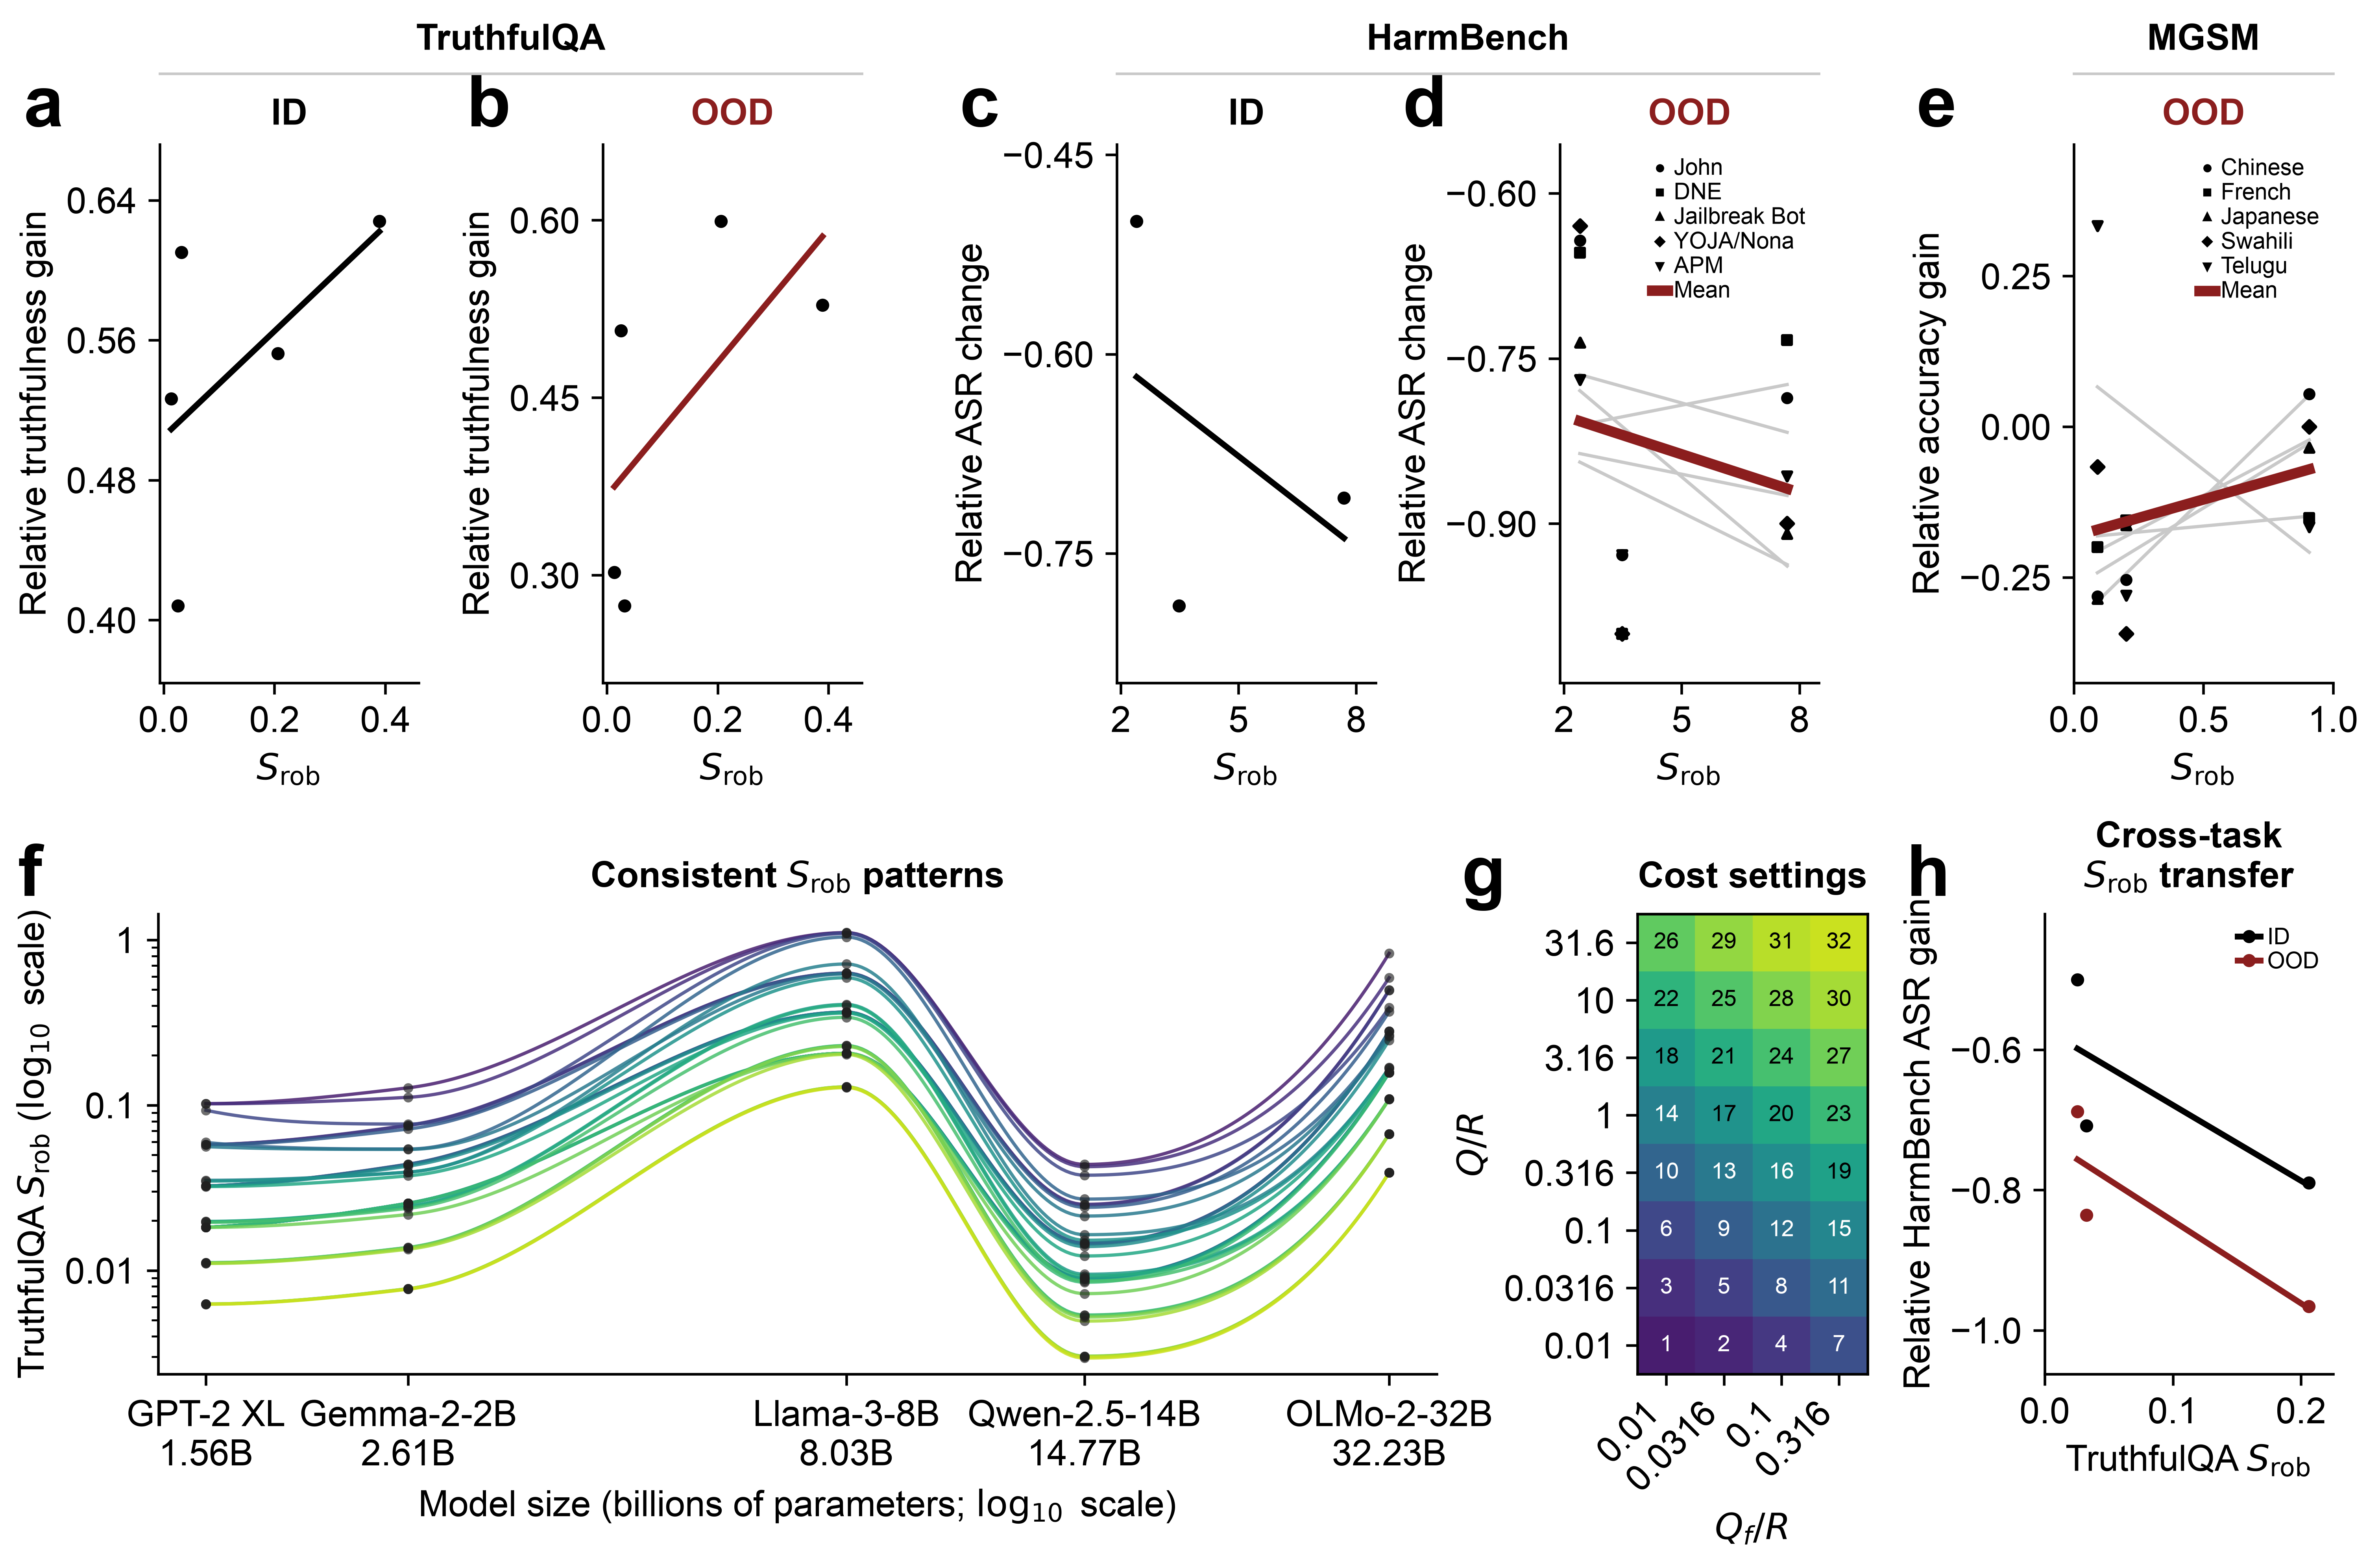 TruthfulQA
HarmBench
MGSM
a
ID
Relative truthfulness gain
0.64
0.56
0.48
0.40
0.0
0.2
0.4
S_rob
b
OOD
Relative truthfulness gain
0.60
0.45
0.30
0.0
0.2
0.4
S_rob
c
ID
Relative ASR change
−0.45
−0.60
−0.75
2
5
8
S_rob
d
OOD
Relative ASR change
−0.60
−0.75
−0.90
John
DNE
Jailbreak Bot
YOJA/Nona
APM
Mean
2
5
8
S_rob
e
OOD
Relative accuracy gain
0.25
0.00
−0.25
Chinese
French
Japanese
Swahili
Telugu
Mean
0.0
0.5
1.0
S_rob
f
Consistent S_rob patterns
TruthfulQA S_rob (log10 scale)
1
0.1
0.01
GPT-2 XL
1.56B
Gemma-2-2B
2.61B
Llama-3-8B
8.03B
Qwen-2.5-14B
14.77B
OLMo-2-32B
32.23B
Model size (billions of parameters; log10 scale)
g
Cost settings
Q/R
31.6 26 29 31 32
10 22 25 28 30
3.16 18 21 24 27
1 14 17 20 23
0.316 10 13 16 19
0.1 6 9 12 15
0.0316 3 5 8 11
0.01 1 2 4 7
0.01
0.0316
0.1
0.316
Q_f/R
h
Cross-task
S_rob transfer
Relative HarmBench ASR gain
ID
OOD
−0.6
−0.8
−1.0
0.0
0.1
0.2
TruthfulQA S_rob